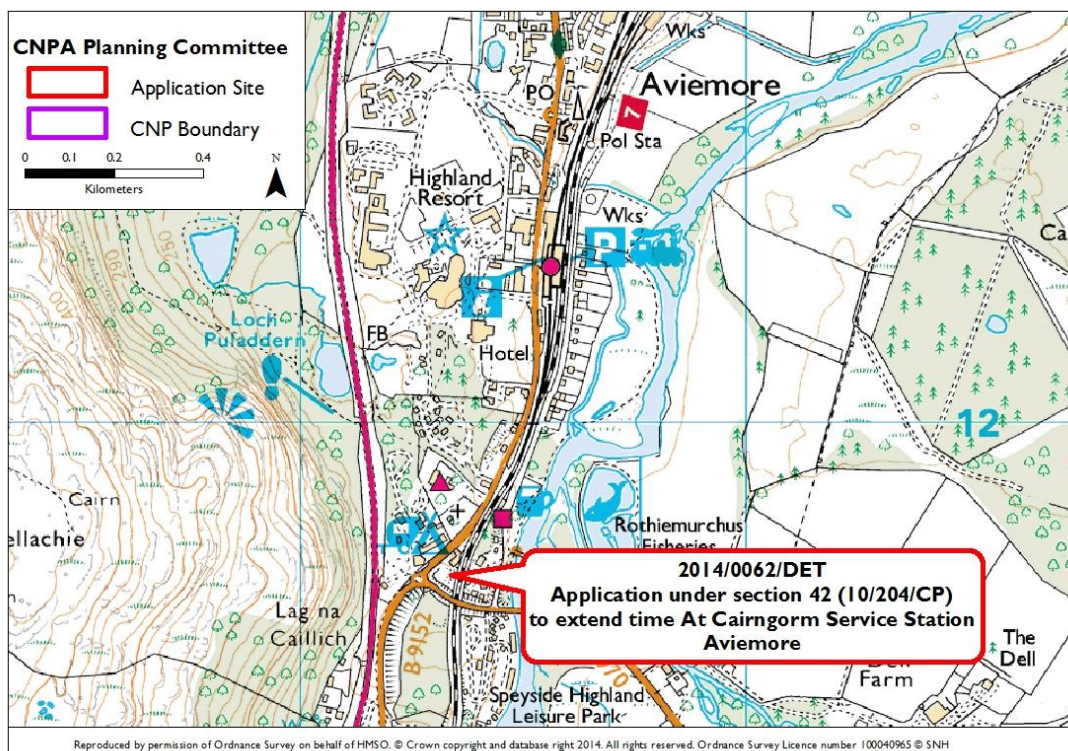 CNPA Planning Committee
Application Site
CNP Boundary
0 0.1 0.2 0.4
Kilometers
N
Wks
Aviemore
PO
7
Pol Sta
Highland
Resort
Wks
P
250
200
400
Loch
Puladdern
FB
Hotel
12
Cairn
ellachie
Rothiemurchus
Fisheries
2014/0062/DET
Application under section 42 (10/204/CP)
to extend time At Cairngorm Service Station
Aviemore
Lag na
Caillich
B 9152
The
Dell
Farm
Speyside Highland
Leisure Park
Reproduced by permission of Ordnance Survey on behalf of HMSO. © Crown copyright and database right 2014. All rights reserved. Ordnance Survey Licence number 100040965 © SNH